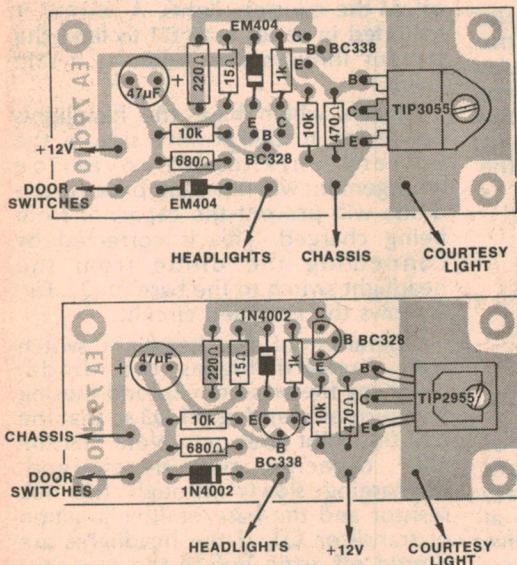 EM404
C
B BC338
E
47µF
+
220Ω
15Ω
1k
B
C
E
TIP3055
10k
680Ω
E
B
C
BC328
10k
470Ω
EA
+12V
DOOR
SWITCHES
EM404
HEADLIGHTS
CHASSIS
COURTESY
LIGHT
1N4002
C
B BC328
E
47µF
+
220Ω
15Ω
1k
B
C
E
TIP2955
10k
680Ω
E
C
B
BC338
10k
470Ω
EA
CHASSIS
DOOR
SWITCHES
1N4002
HEADLIGHTS
+12V
COURTESY
LIGHT